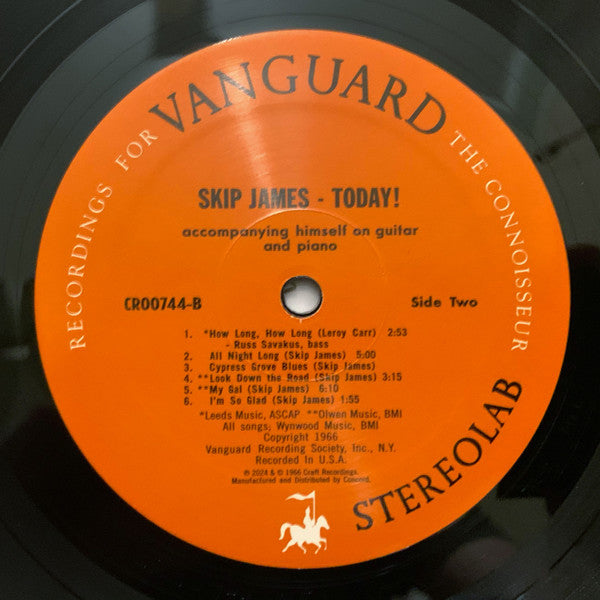 RECORDINGS FOR VANGUARD THE CONNOISSEUR
SKIP JAMES - TODAY!
accompanying himself on guitar
and piano
CR00744-B
Side Two
1. *How Long, How Long (Leroy Carr) 2:53
- Russ Savakus, bass
2. All Night Long (Skip James) 5:00
3. Cypress Grove Blues (Skip James)
4. **Look Down the Road (Skip James) 3:15
5. **My Gal (Skip James) 6:10
6. I'm So Glad (Skip James) 1:55
*Leeds Music, ASCAP **Olwen Music, BMI
All songs; Wynwood Music, BMI
Copyright 1966
Vanguard Recording Society, Inc., N.Y.
Recorded In U.S.A.
℗ 2024 & © 1966 Craft Recordings.
Manufactured and Distributed by Concord.
STEREOLAB